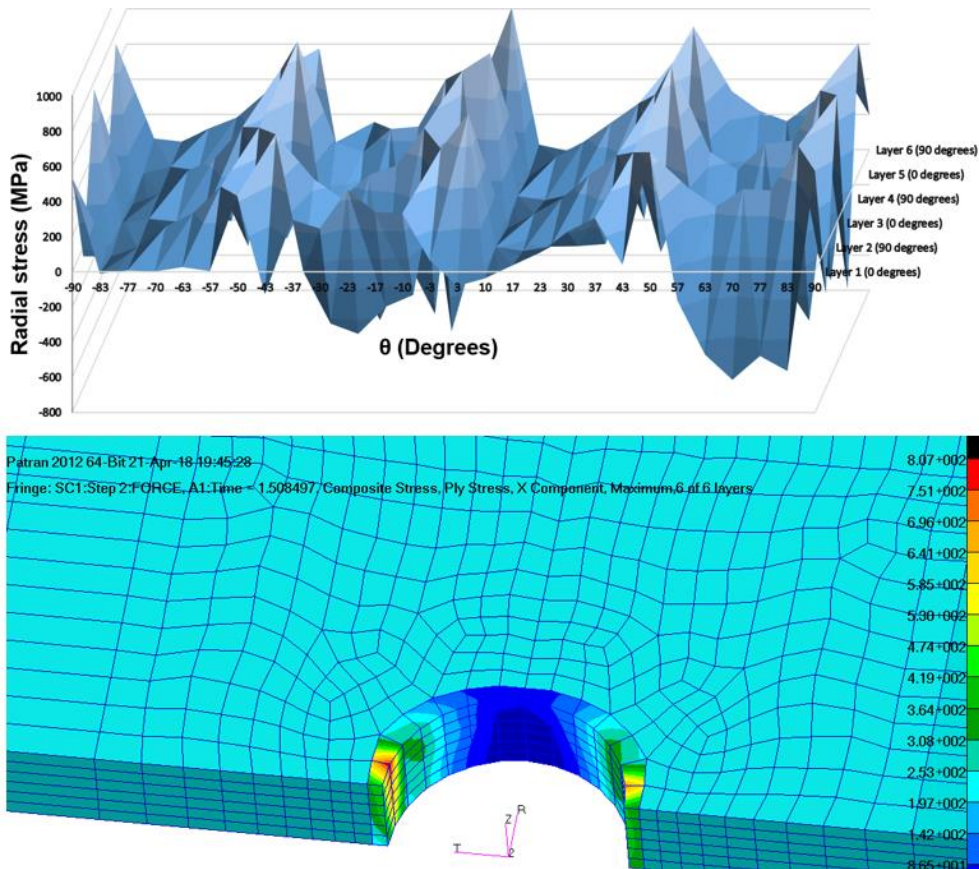 1000
800
600
400
200
0
-200
-400
-600
-800
Radial stress (MPa)
-90 -83 -77 -70 -63 -57 -50 -43 -37 -30 -23 -17 -10 -3 3 10 17 23 30 37 43 50 57 63 70 77 83 90
θ (Degrees)
Layer 6 (90 degrees)
Layer 5 (0 degrees)
Layer 4 (90 degrees)
Layer 3 (0 degrees)
Layer 2 (90 degrees)
Layer 1 (0 degrees)
Patran 2012 64-Bit 21-Apr-18 19:45:28
Fringe: SC1:Step 2:FORCE, A1:Time = 1.508497, Composite Stress, Ply Stress, X Component, Maximum,6 of 6 layers
8.07+002
7.51+002
6.96+002
6.41+002
5.85+002
5.30+002
4.74+002
4.19+002
3.64+002
3.08+002
2.53+002
1.97+002
1.42+002
8.65+001
R
Z
T
2